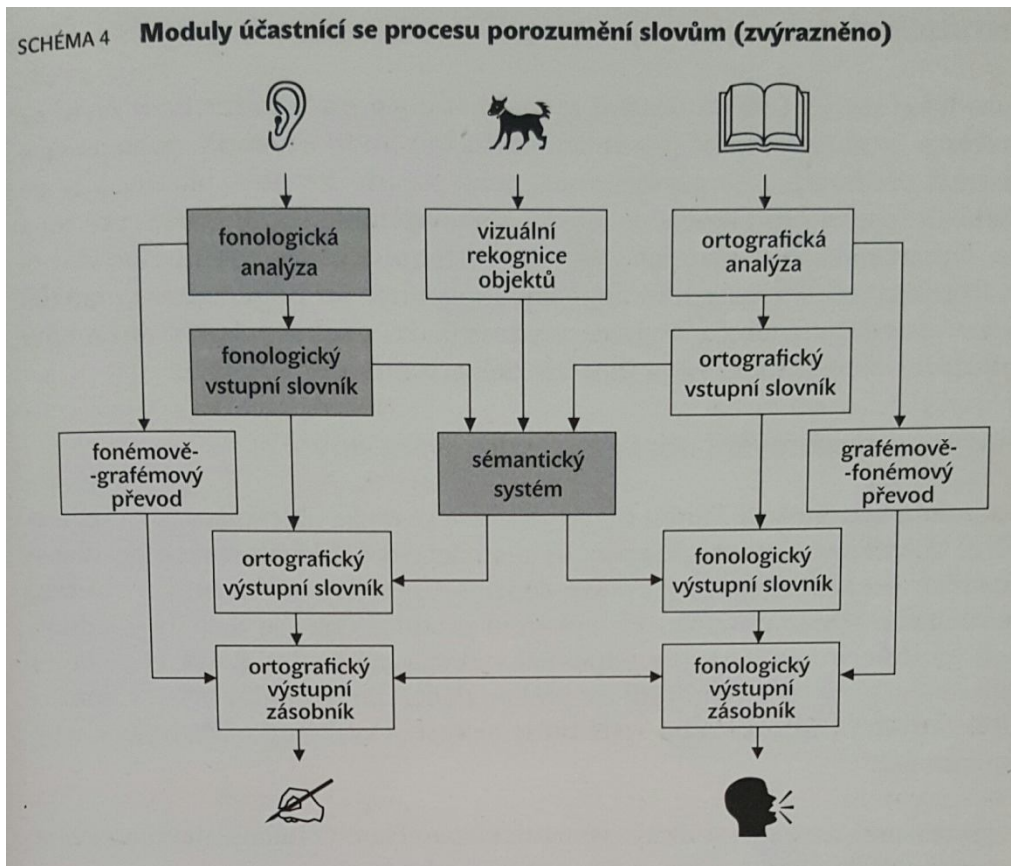 SCHÉMA 4
Moduly účastnící se procesu porozumění slovům (zvýrazněno)
fonologická
analýza
vizuální
rekognice
objektů
ortografická
analýza
fonologický
vstupní slovník
ortografický
vstupní slovník
fonémově-
-grafémový
převod
sémantický
systém
grafémově-
-fonémový
převod
ortografický
výstupní slovník
fonologický
výstupní slovník
ortografický
výstupní
zásobník
fonologický
výstupní
zásobník